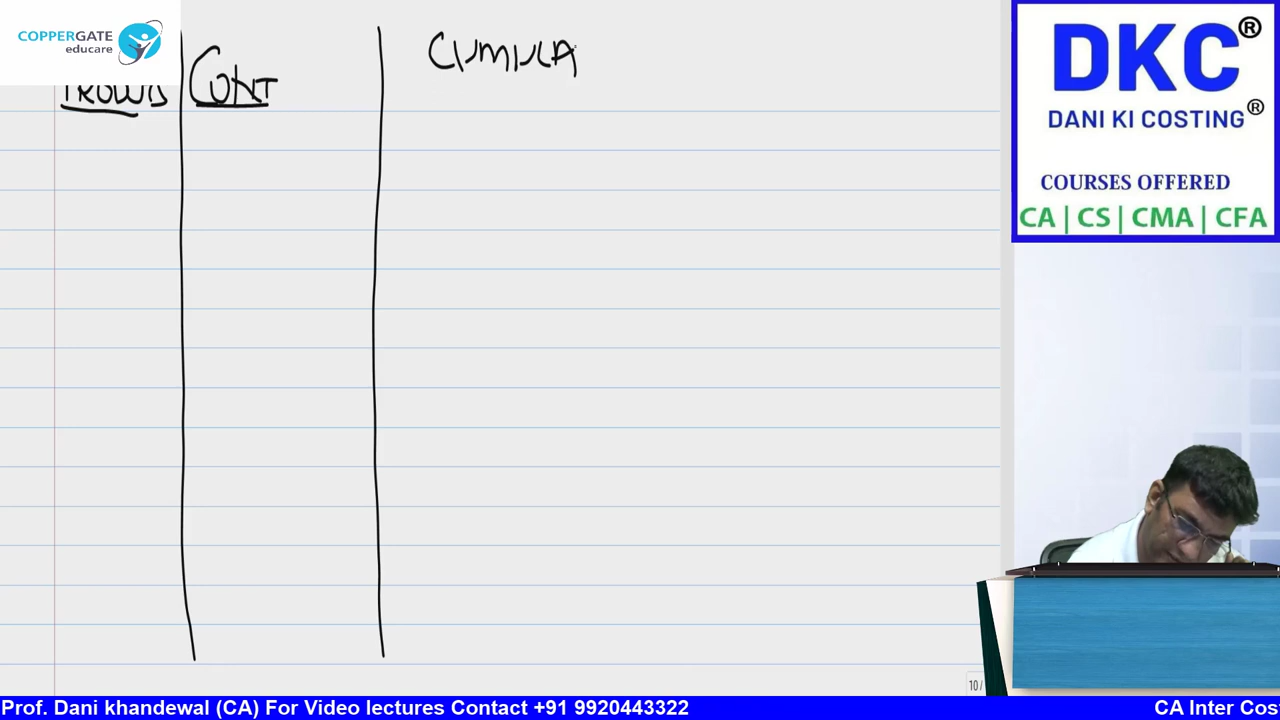 COPPERGATE
educare
CONT
CUMULA
DKC®
DANI KI COSTING®
COURSES OFFERED
CA | CS | CMA | CFA
10/
Prof. Dani khandewal (CA) For Video lectures Contact +91 9920443322
CA Inter Cos